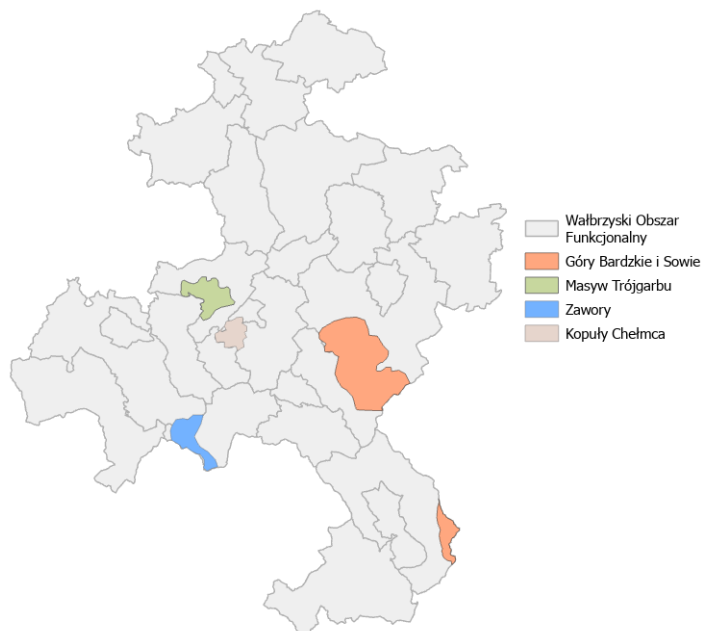 Wałbrzyski Obszar
Funkcjonalny
Góry Bardzkie i Sowie
Masyw Trójgarbu
Zawory
Kopuły Chełmca